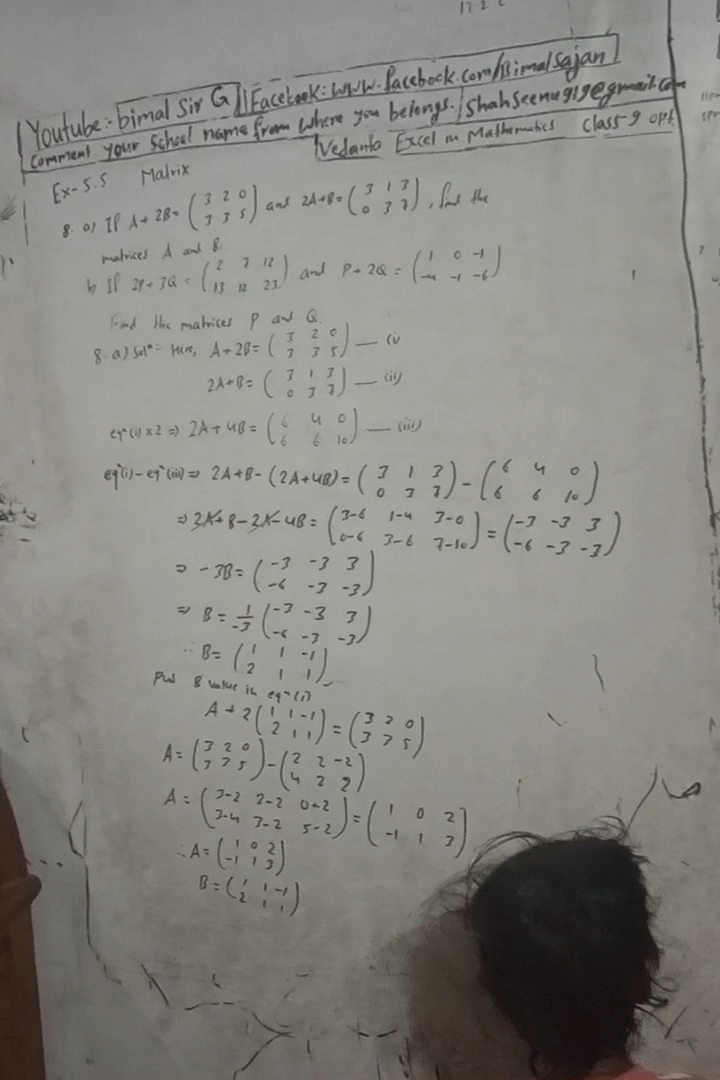 Youtube:- bimal Sir G || Facebook: www.facebook.com/Bimalsajan
Comment your School name from where you belongs. / Shahseenu919@gmail.com
Vedanta Excel in Mathematics Class-9 opt
Ex-5.5 Matrix
8. a) If A+2B= (3 2 0 / 3 3 5) and 2A+B= (3 1 3 / 0 3 7), find the
matrices A and B.
b) If 2P+3Q = (2 7 12 / 13 12 23) and P+2Q = (1 0 -1 / -4 -1 -6)
Find the matrices P and Q.
8. a) Solⁿ:- Here, A+2B= (3 2 0 / 3 3 5) — (i)
2A+B= (3 1 3 / 0 3 7) — (ii)
eqⁿ(i)×2 => 2A+4B= (6 4 0 / 6 6 10) — (iii)
eqⁿ(i)-eqⁿ(iii)=> 2A+B-(2A+4B)= (3 1 3 / 0 3 7) - (6 4 0 / 6 6 10)
=> 2A+B-2A-4B= (3-6 1-4 3-0 / 0-6 3-6 7-10) = (-3 -3 3 / -6 -3 -3)
=> -3B= (-3 -3 3 / -6 -3 -3)
=> B= 1/-3 (-3 -3 3 / -6 -3 -3)
∴ B= (1 1 -1 / 2 1 1)
Put B value in eqⁿ(i)
A+2 (1 1 -1 / 2 1 1) = (3 2 0 / 3 3 5)
A= (3 2 0 / 3 3 5) - (2 2 -2 / 4 2 2)
A= (3-2 2-2 0+2 / 3-4 3-2 5-2) = (1 0 2 / -1 1 3)
∴ A= (1 0 2 / -1 1 3)
B= (1 1 -1 / 2 1 1)